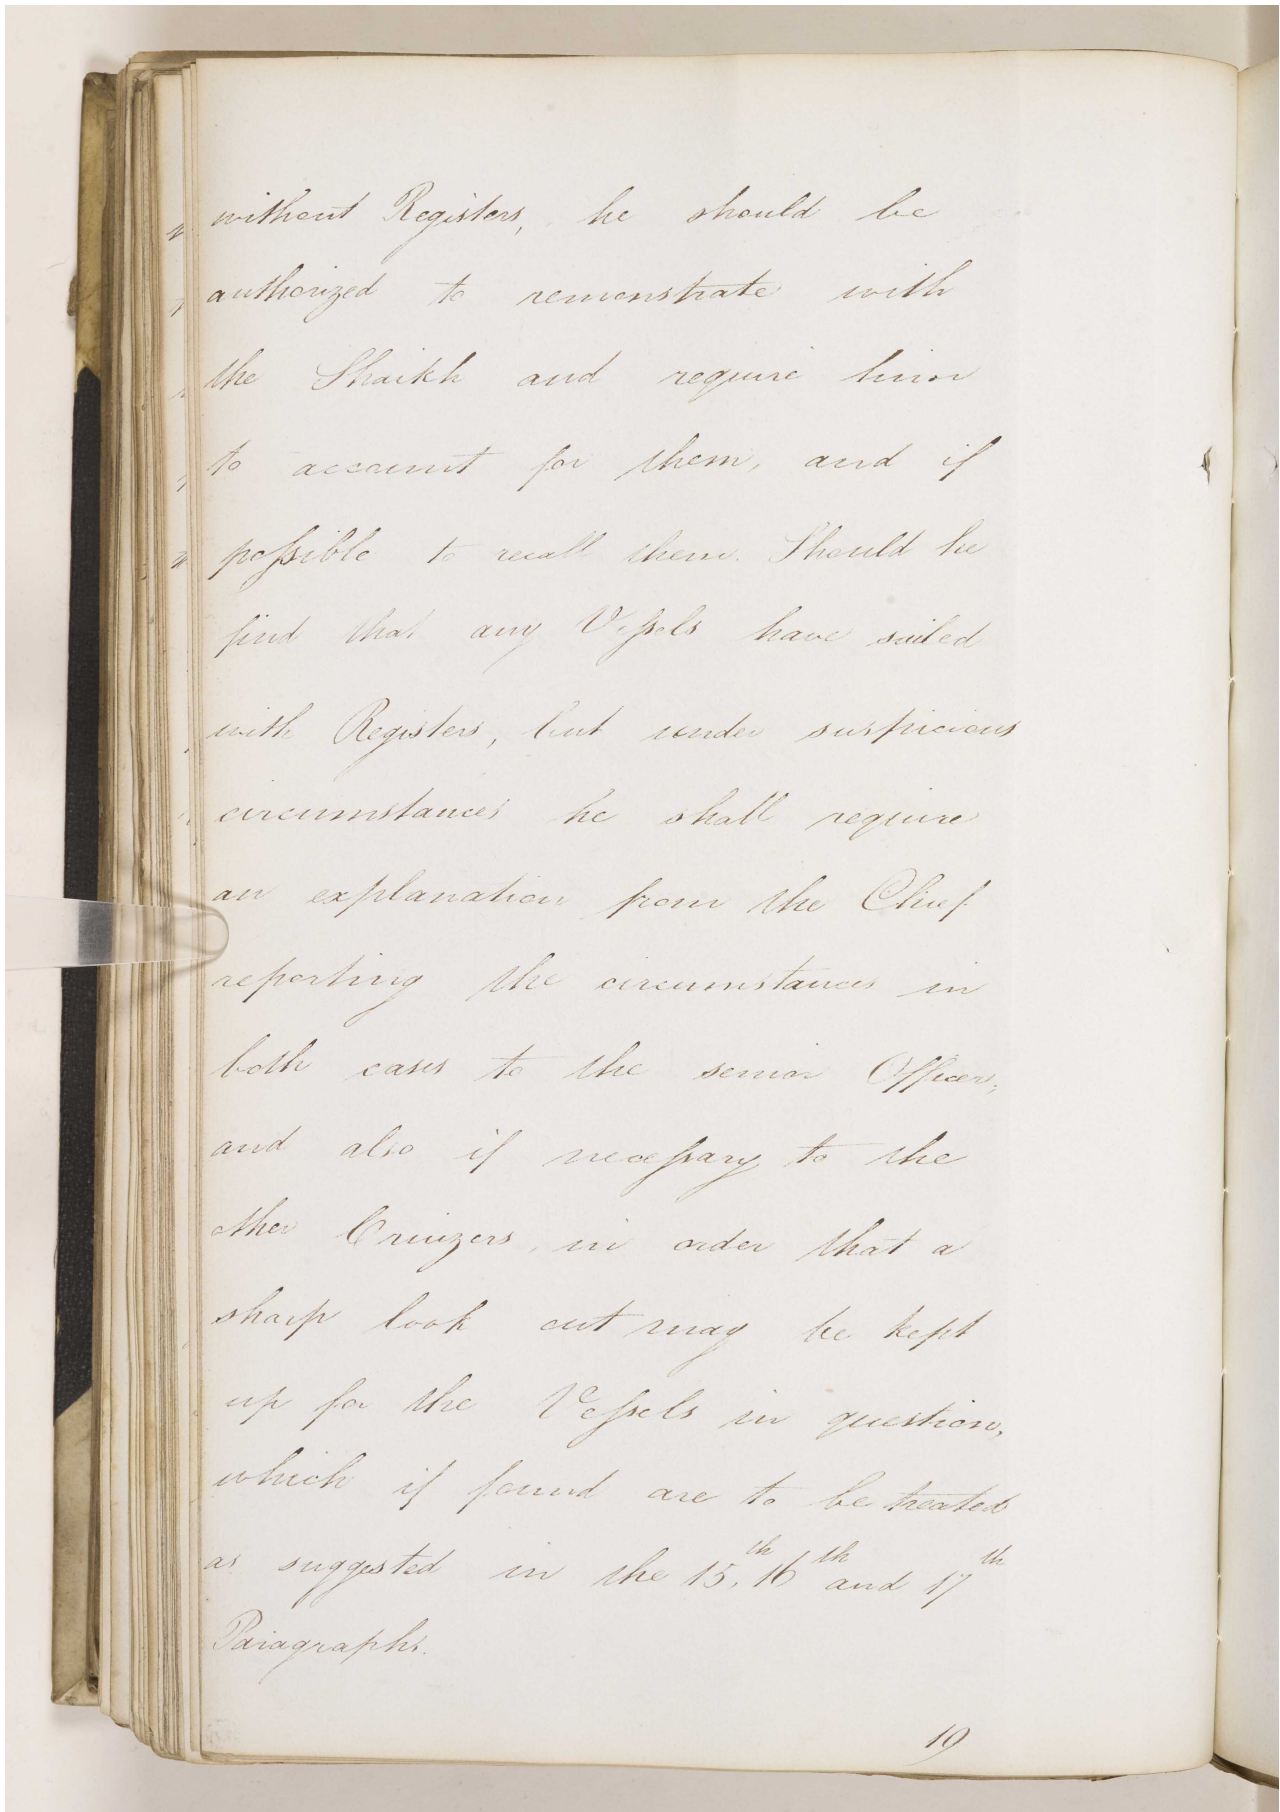 without Registers, he should be
authorized to remonstrate with
the Shaikh and require him
to account for them, and if
possible to recall them. Should he
find that any Vessels have sailed
with Registers, but under suspicious
circumstances he shall require
an explanation from the Chief
reporting the circumstances in
both cases to the senior Officer,
and also if necessary to the
other Cruizers, in order that a
sharp look out may be kept
up for the Vessels in question,
which if found are to be treated
as suggested in the 15th, 16th and 17th
Paragraphs.
19